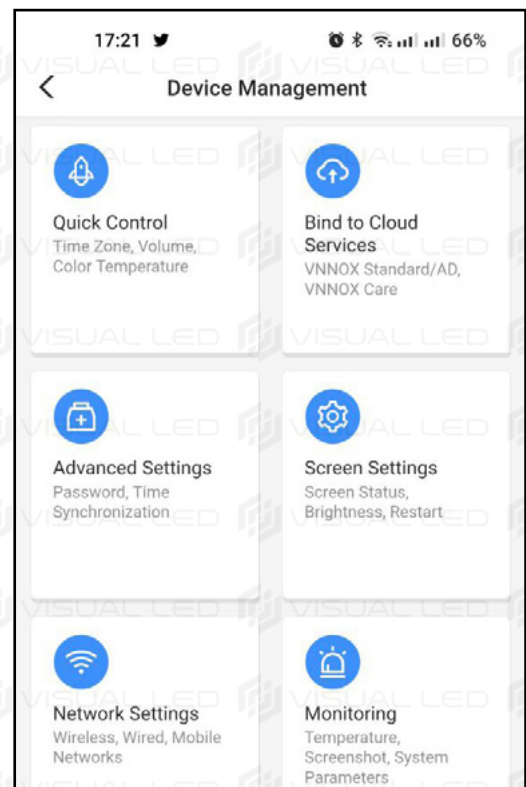 17:21 66%
Device Management
Quick Control
Time Zone, Volume,
Color Temperature
Bind to Cloud
Services
VNNOX Standard/AD,
VNNOX Care
Advanced Settings
Password, Time
Synchronization
Screen Settings
Screen Status,
Brightness, Restart
Network Settings
Wireless, Wired, Mobile
Networks
Monitoring
Temperature,
Screenshot, System
Parameters
VISUAL LED